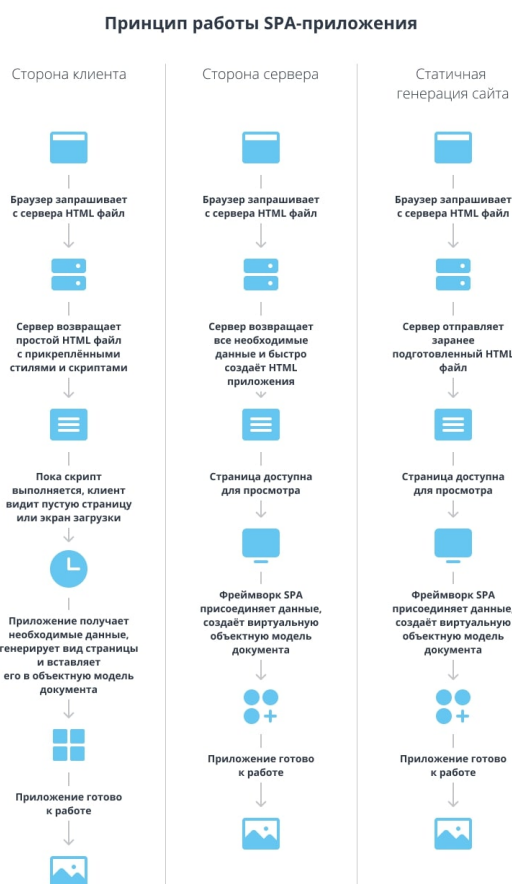 Принцип работы SPA-приложения
Сторона клиента
Браузер запрашивает
с сервера HTML файл
Сервер возвращает
простой HTML файл
с прикреплёнными
стилями и скриптами
Пока скрипт
выполняется, клиент
видит пустую страницу
или экран загрузки
Приложение получает
необходимые данные,
генерирует вид страницы
и вставляет
его в объектную модель
документа
Приложение готово
к работе
Сторона сервера
Браузер запрашивает
с сервера HTML файл
Сервер возвращает
все необходимые
данные и быстро
создаёт HTML
приложения
Страница доступна
для просмотра
Фреймворк SPA
присоединяет данные,
создаёт виртуальную
объектную модель
документа
Приложение готово
к работе
Статичная
генерация сайта
Браузер запрашивает
с сервера HTML файл
Сервер отправляет
заранее
подготовленный HTML
файл
Страница доступна
для просмотра
Фреймворк SPA
присоединяет данные,
создаёт виртуальную
объектную модель
документа
Приложение готово
к работе